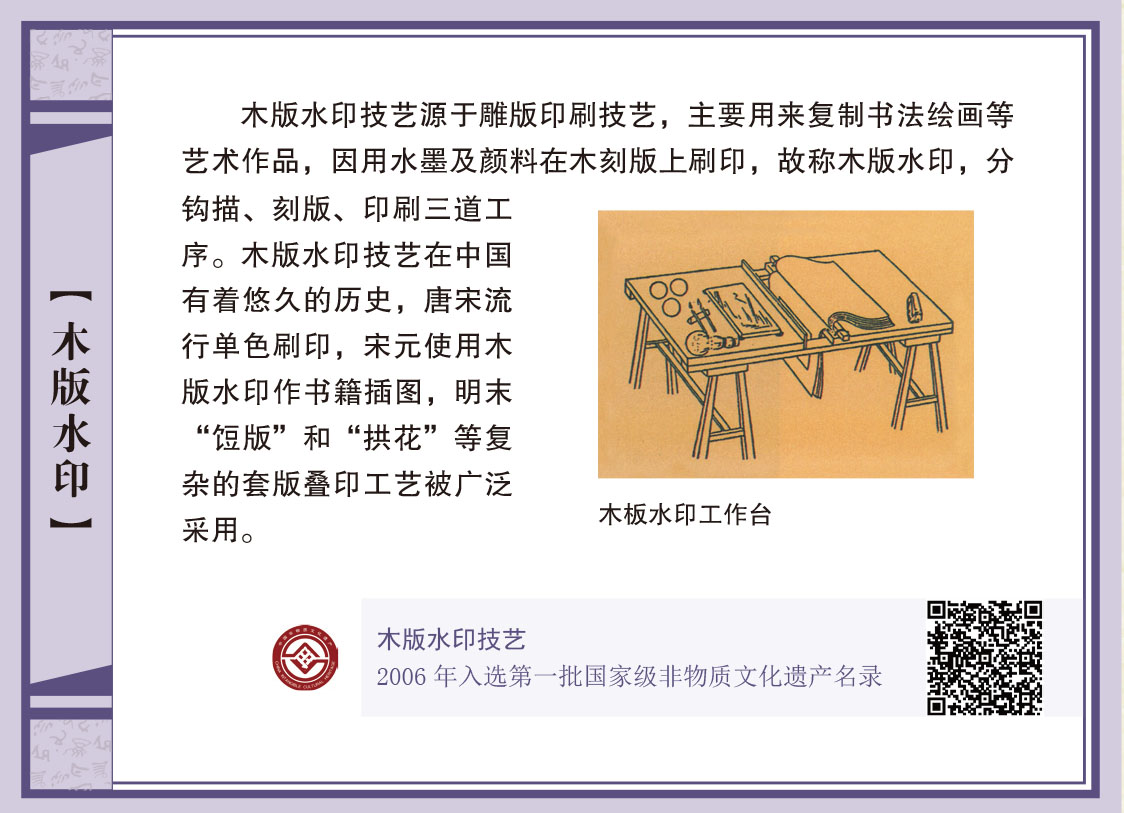 【木版水印】
木版水印技艺源于雕版印刷技艺，主要用来复制书法绘画等
艺术作品，因用水墨及颜料在木刻版上刷印，故称木版水印，分
钩描、刻版、印刷三道工
序。木版水印技艺在中国
有着悠久的历史，唐宋流
行单色刷印，宋元使用木
版水印作书籍插图，明末
“饾版”和“拱花”等复
杂的套版叠印工艺被广泛
采用。
木板水印工作台
木版水印技艺
2006 年入选第一批国家级非物质文化遗产名录